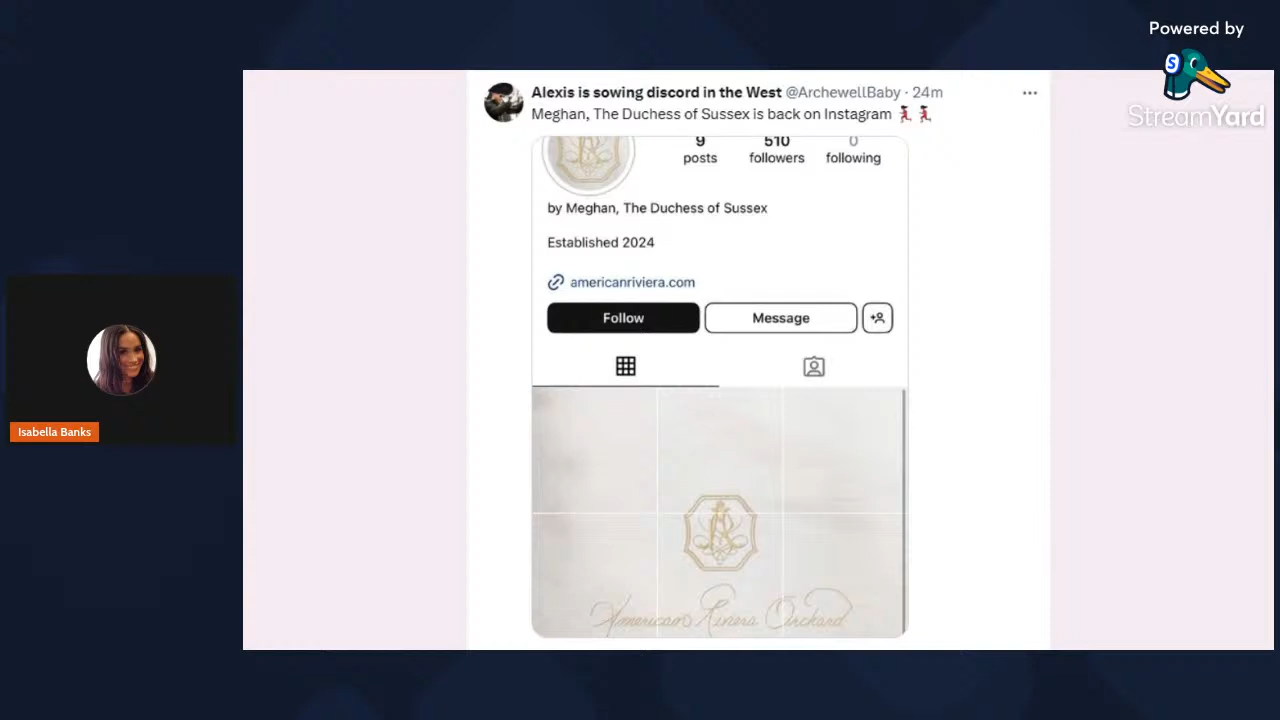 Powered by
S
StreamYard
Alexis is sowing discord in the West @ArchewellBaby · 24m
Meghan, The Duchess of Sussex is back on Instagram
9 510 0
posts followers following
by Meghan, The Duchess of Sussex
Established 2024
americanriviera.com
Follow Message
American Riviera Orchard
Isabella Banks